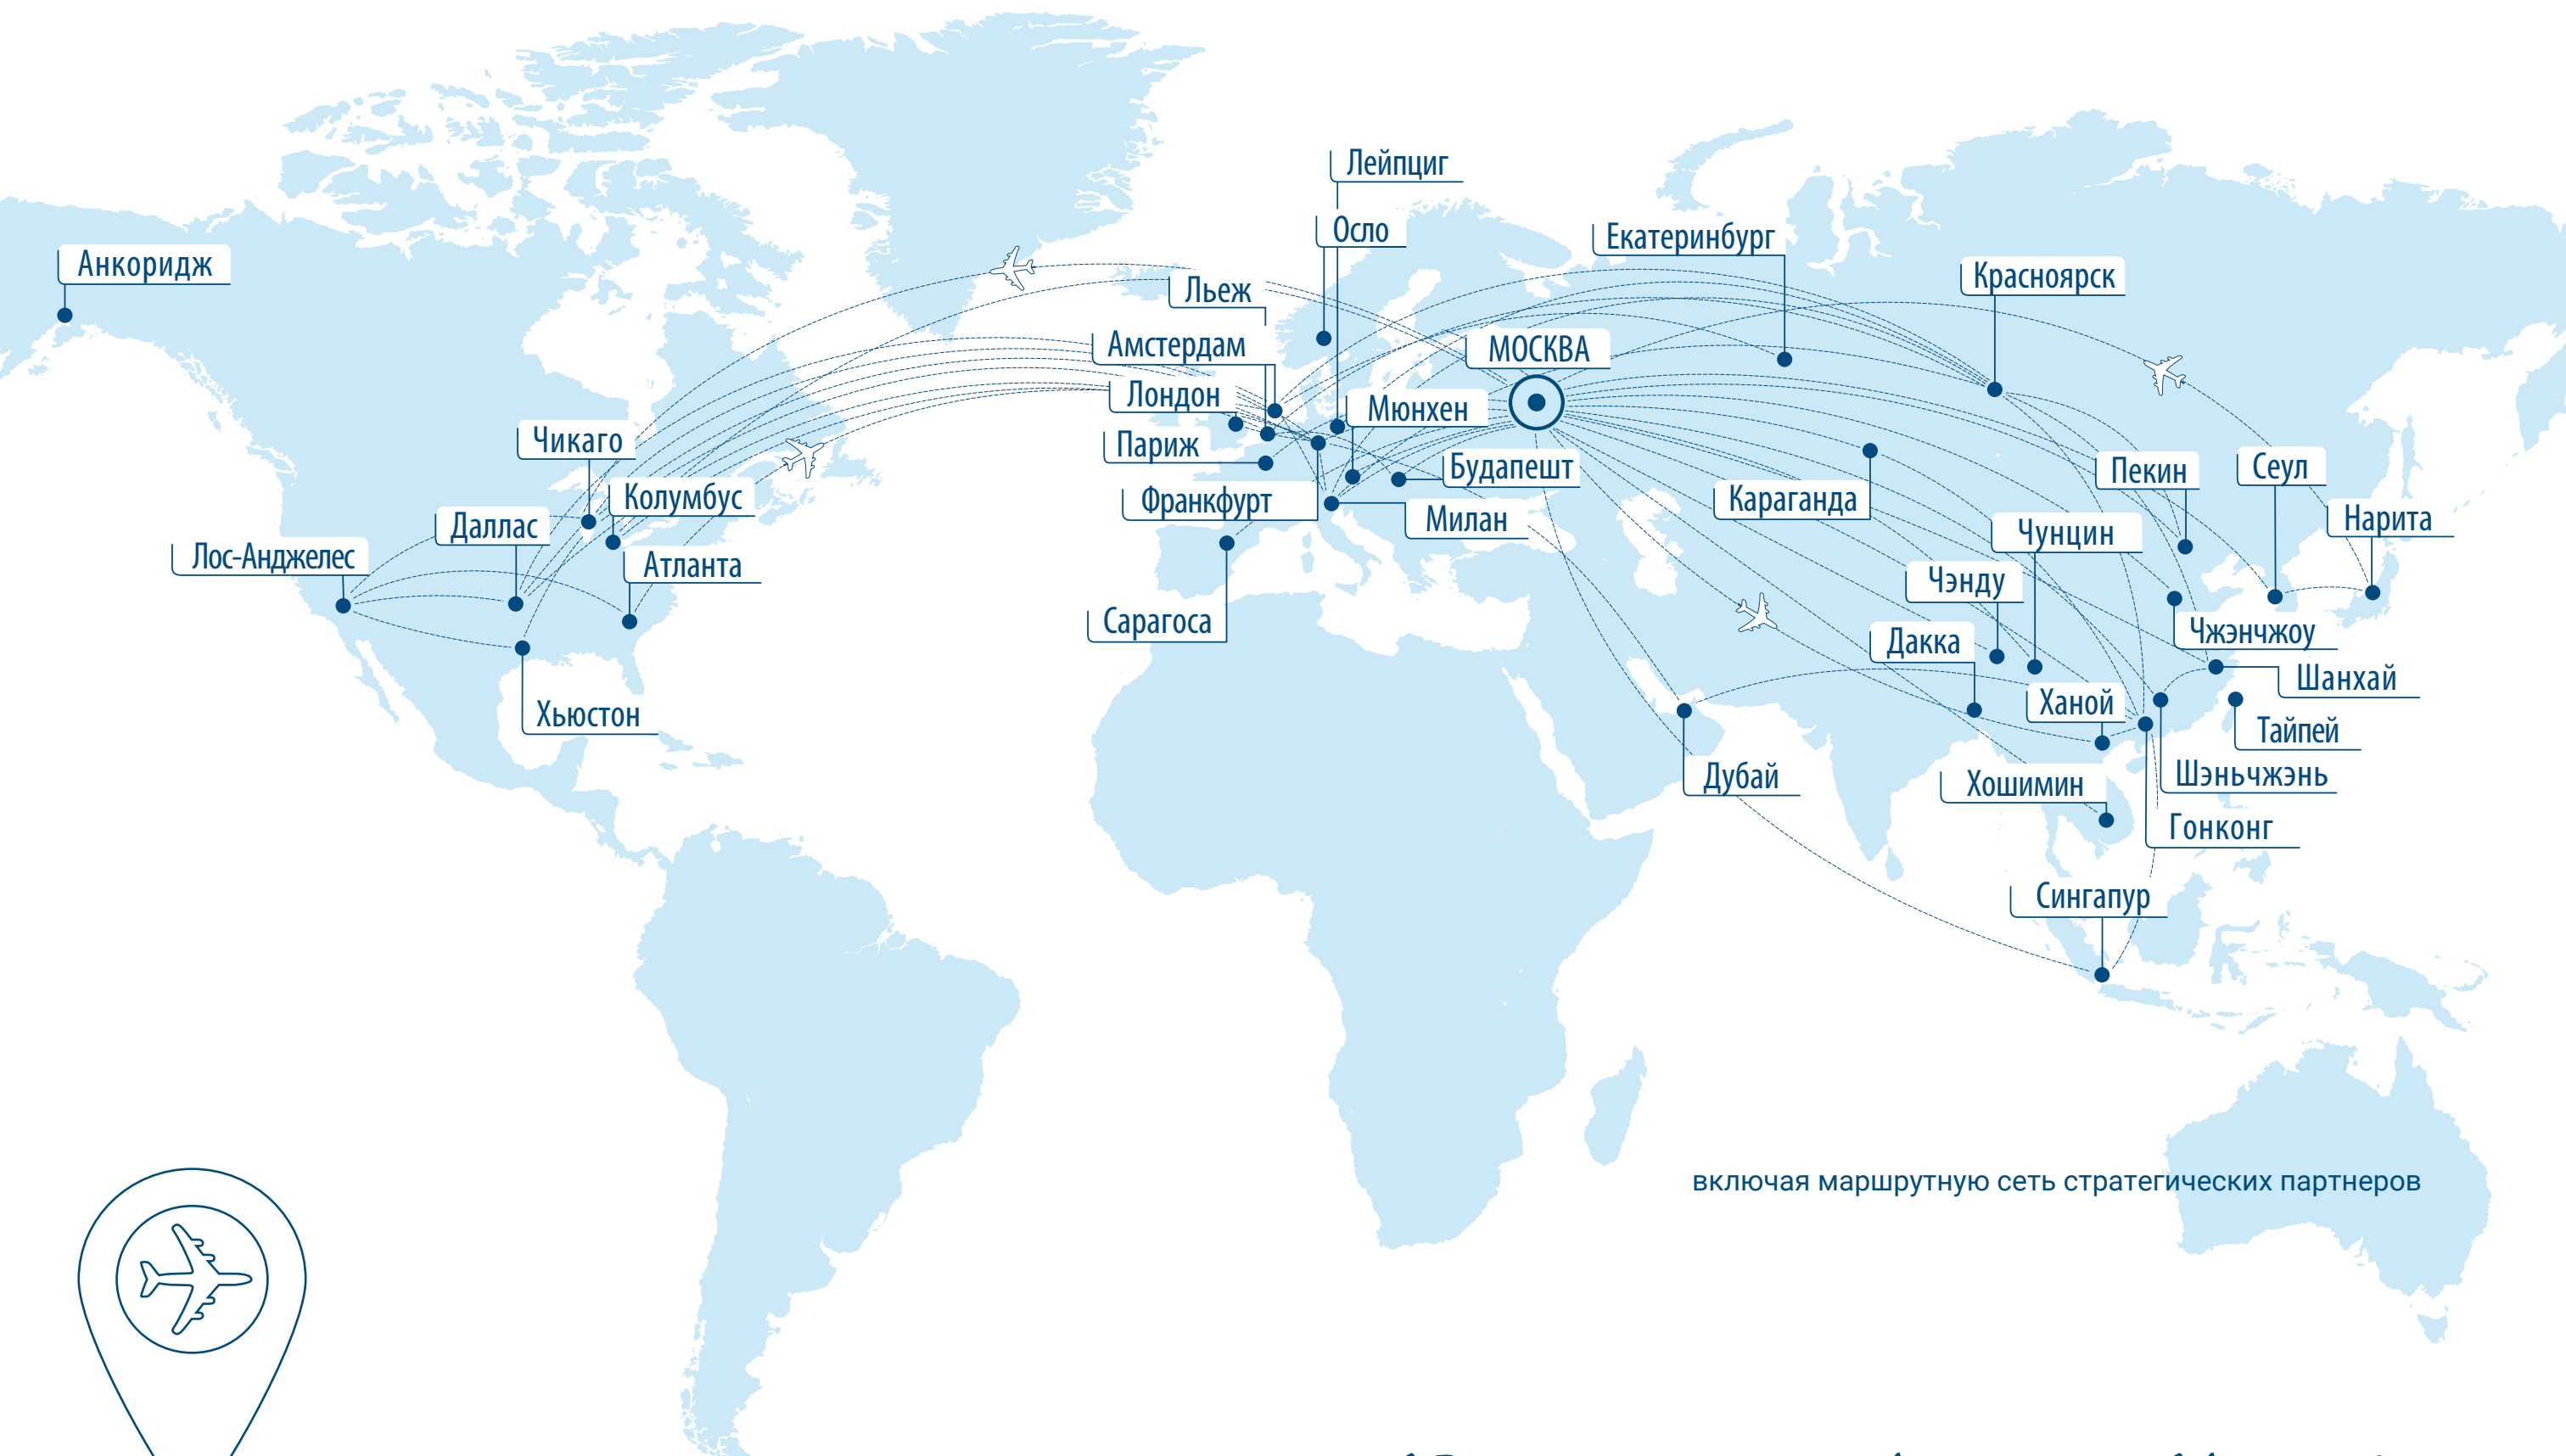 Лейпциг
Осло
Екатеринбург
Анкоридж
Красноярск
Льеж
Амстердам
МОСКВА
Лондон
Мюнхен
Чикаго
Париж
Будапешт
Пекин
Сеул
Колумбус
Франкфурт
Караганда
Даллас
Милан
Нарита
Чунцин
Лос-Анджелес
Атланта
Чэнду
Сарагоса
Чжэнчжоу
Дакка
Шанхай
Ханой
Хьюстон
Тайпей
Дубай
Шэньчжэнь
Хошимин
Гонконг
Сингапур
включая маршрутную сеть стратегических партнеров